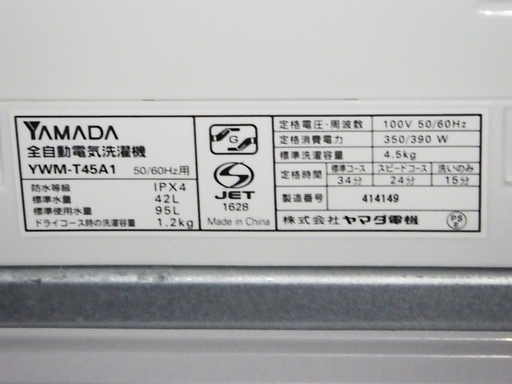 YAMADA
全自動電気洗濯機
YWM-T45A1 50/60Hz用
防水等級 IPX4
標準水量 42L
標準使用水量 95L
ドライコース時の洗濯容量 1.2kg
G
JET
1628
Made in China
定格電圧・周波数 100V 50/60Hz
定格消費電力 350/390 W
標準洗濯容量 4.5kg
定格時間 標準コース スピードコース 洗いのみ
34分 24分 15分
製造番号 414149
株式会社 ヤマダ電機
PS
E